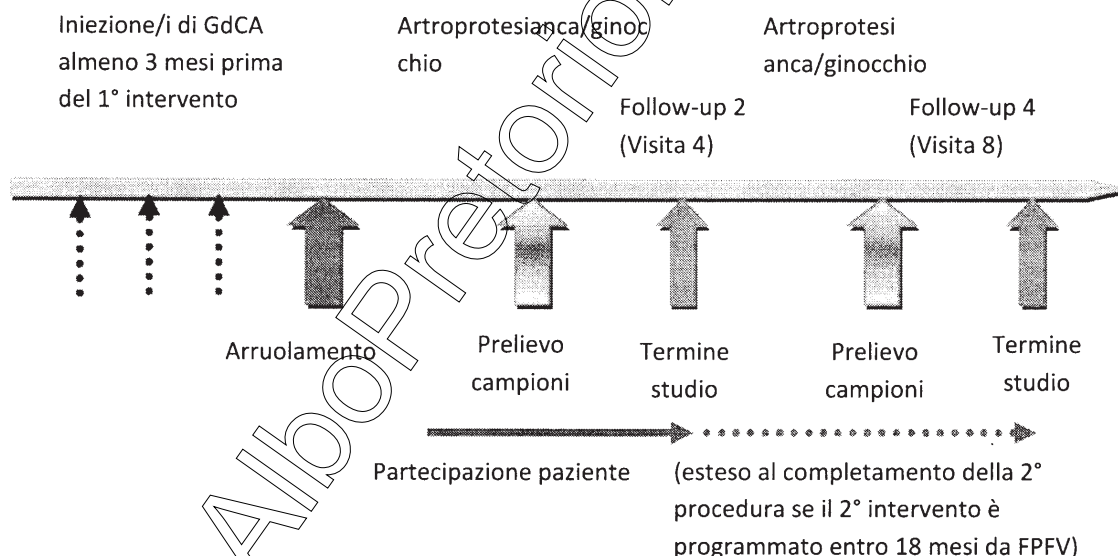 Iniezione/i di GdCA
almeno 3 mesi prima
del 1° intervento
Artroprotesianca/ginoc
chio
Artroprotesi
anca/ginocchio
Follow-up 2
(Visita 4)
Follow-up 4
(Visita 8)
Arruolamento
Prelievo
campioni
Termine
studio
Prelievo
campioni
Termine
studio
Partecipazione paziente
(esteso al completamento della 2°
procedura se il 2° intervento è
programmato entro 18 mesi da FPFV)
AlboPretorio